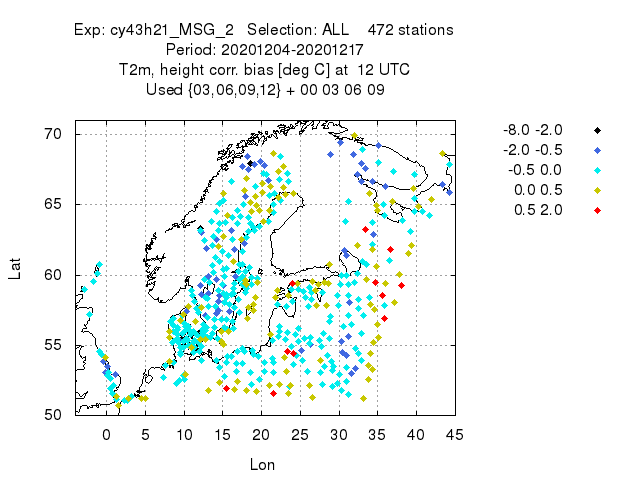 Exp: cy43h21_MSG_2 Selection: ALL 472 stations
Period: 20201204-20201217
T2m, height corr. bias [deg C] at 12 UTC
Used {03,06,09,12} + 00 03 06 09
-8.0 -2.0
-2.0 -0.5
-0.5 0.0
0.0 0.5
0.5 2.0
70
65
60
55
50
Lat
0 5 10 15 20 25 30 35 40 45
Lon